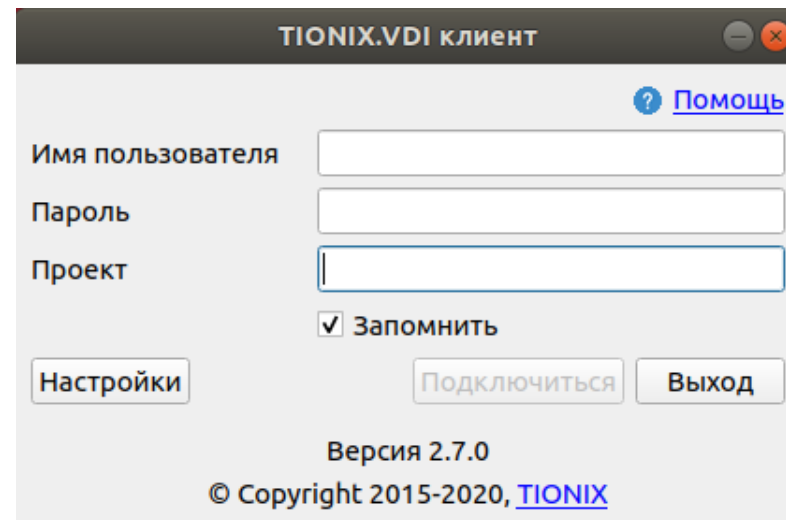 TIONIX.VDI клиент
? Помощь
Имя пользователя
Пароль
Проект
Запомнить
Настройки Подключиться Выход
Версия 2.7.0
© Copyright 2015-2020, TIONIX